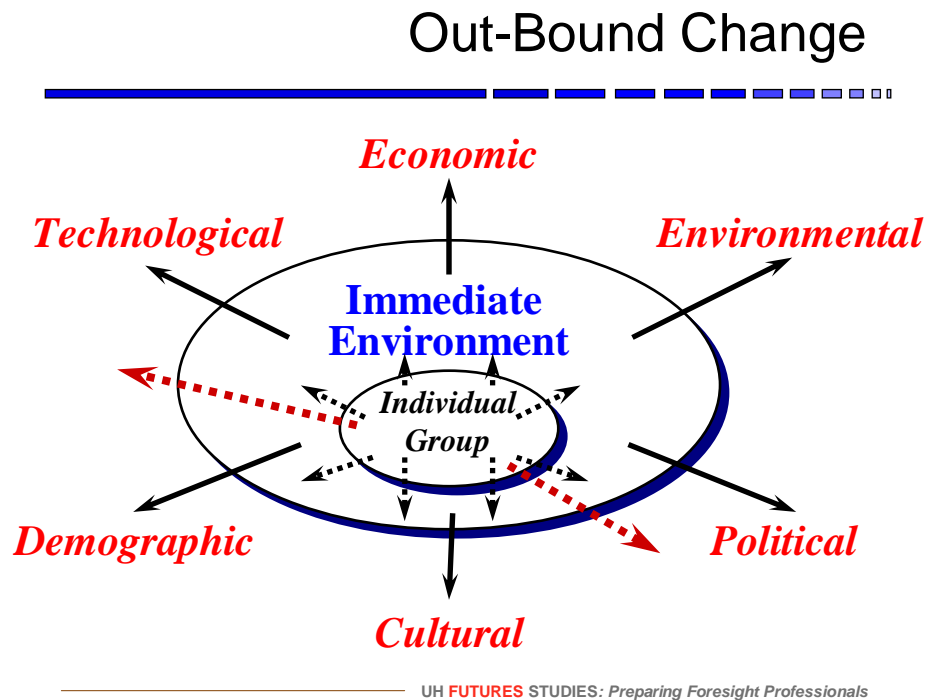 Out-Bound Change
Economic
Technological
Environmental
Immediate
Environment
Individual
Group
Demographic
Political
Cultural
UH FUTURES STUDIES: Preparing Foresight Professionals